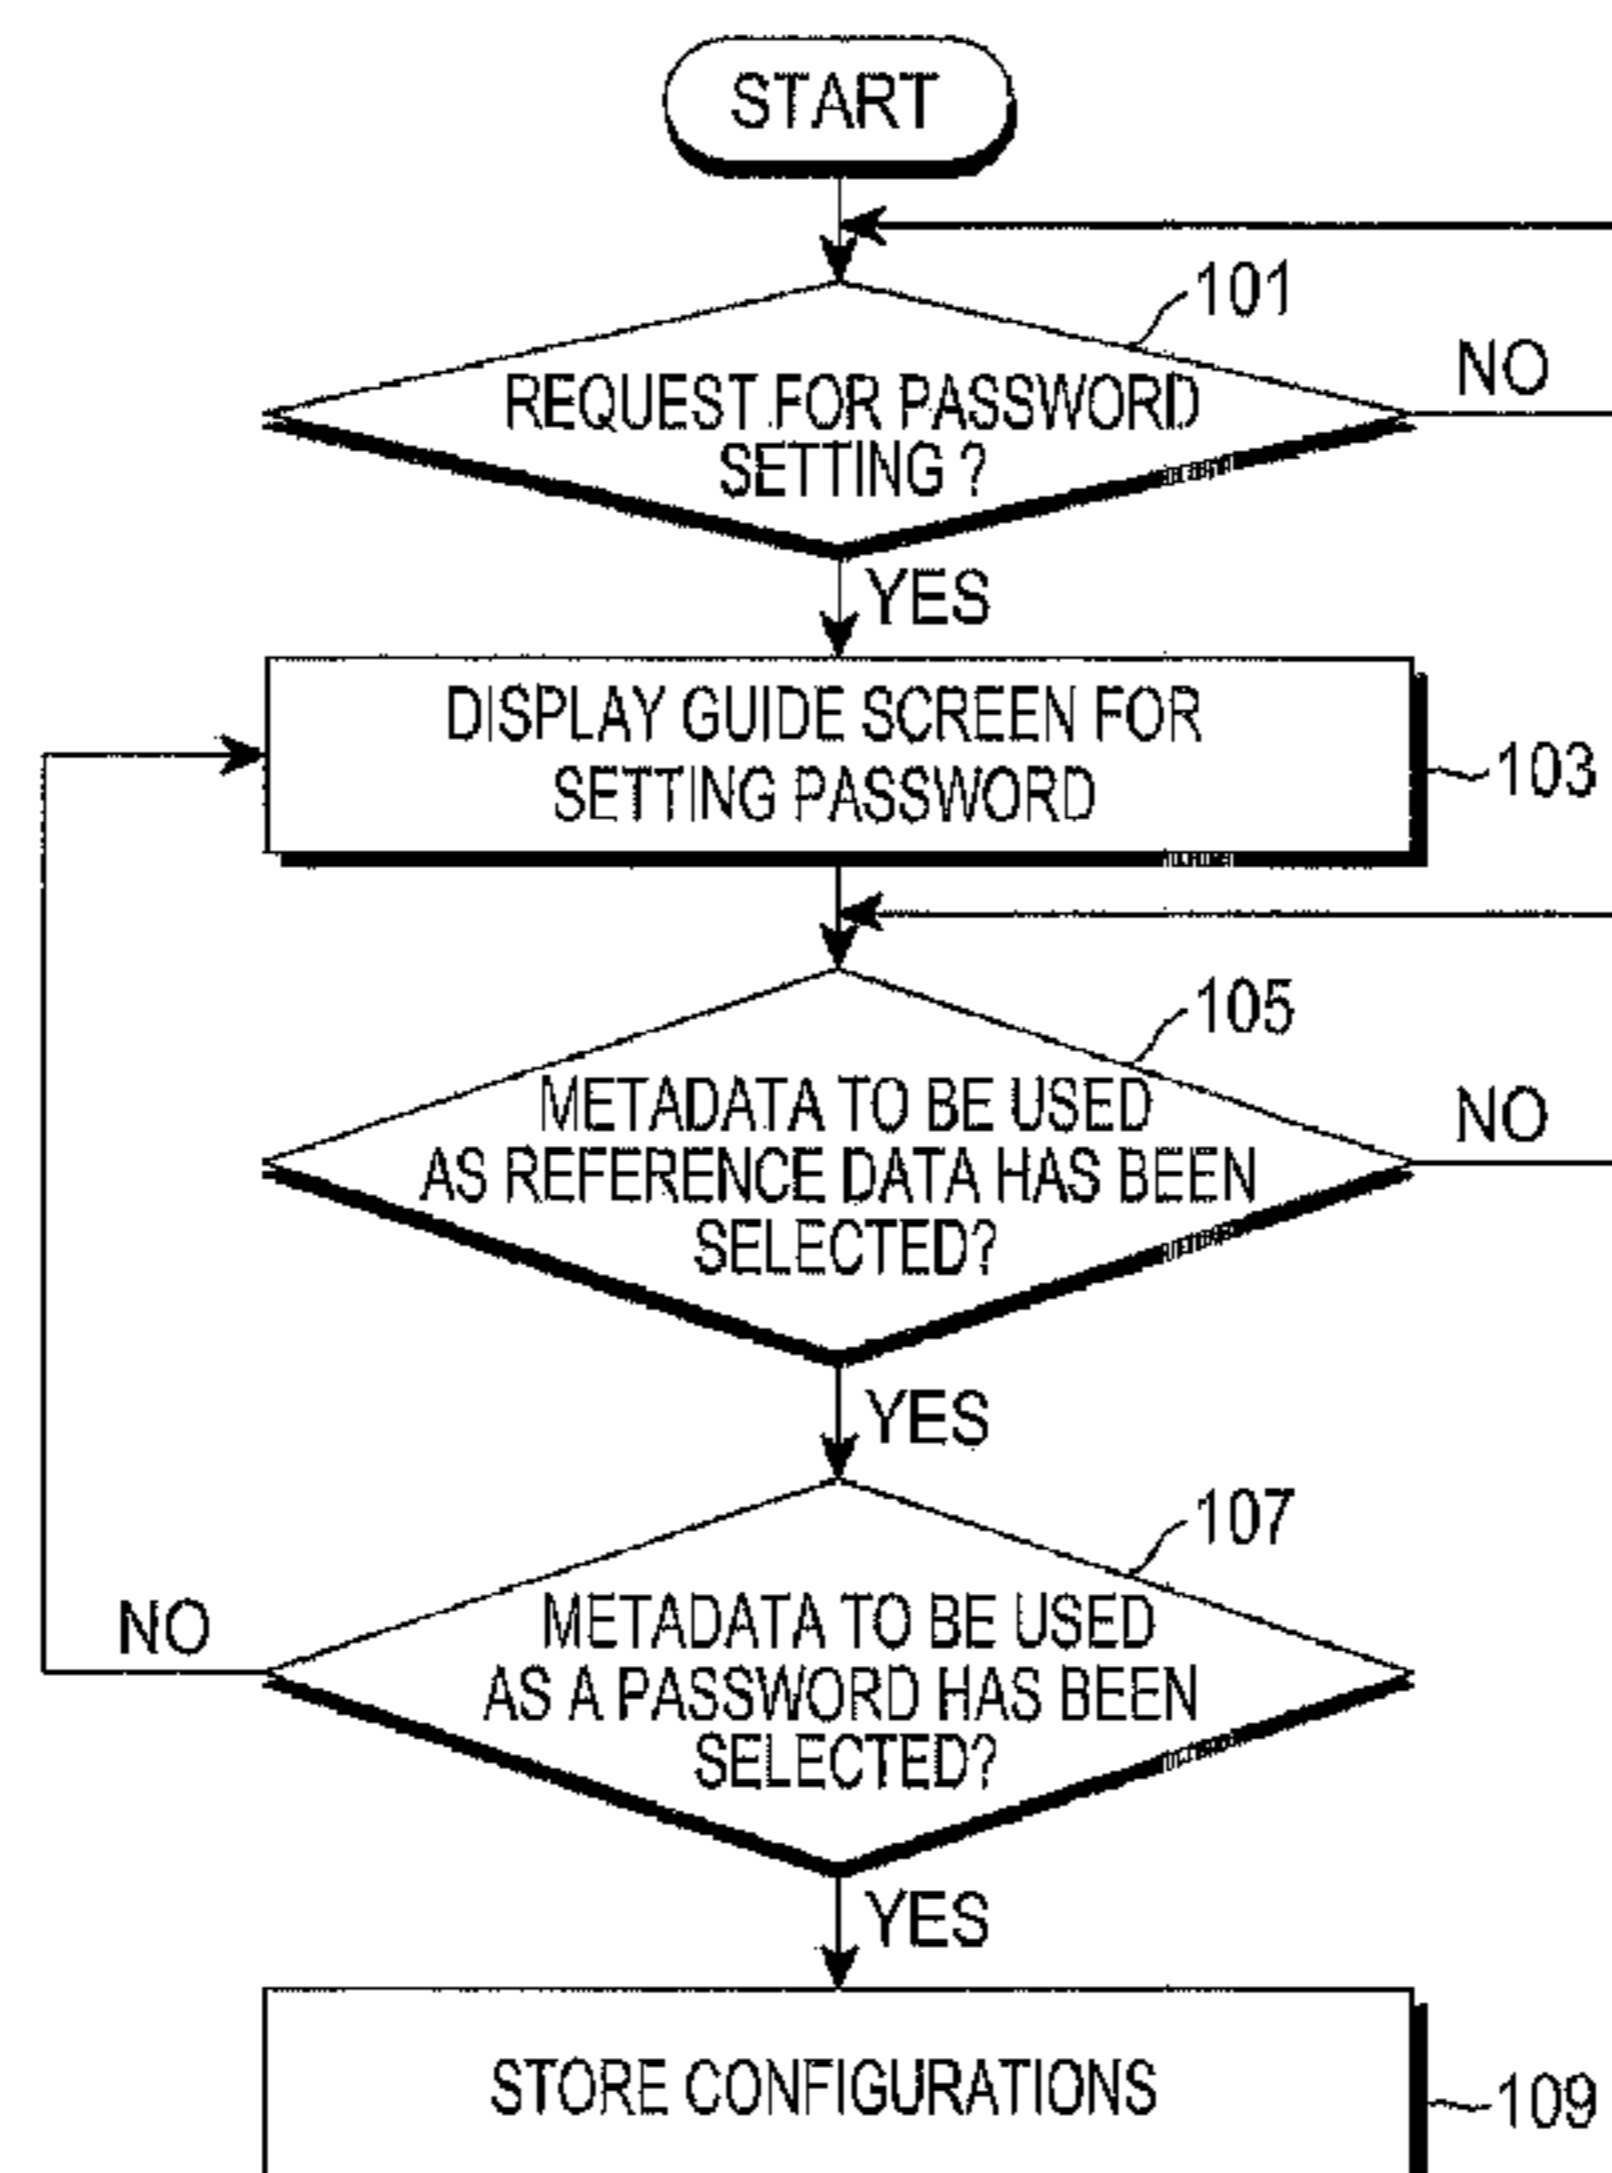 START
101
REQUEST FOR PASSWORD
SETTING ?
NO
YES
DISPLAY GUIDE SCREEN FOR
SETTING PASSWORD
103
105
METADATA TO BE USED
AS REFERENCE DATA HAS BEEN
SELECTED?
NO
YES
107
METADATA TO BE USED
AS A PASSWORD HAS BEEN
SELECTED?
NO
YES
STORE CONFIGURATIONS
109